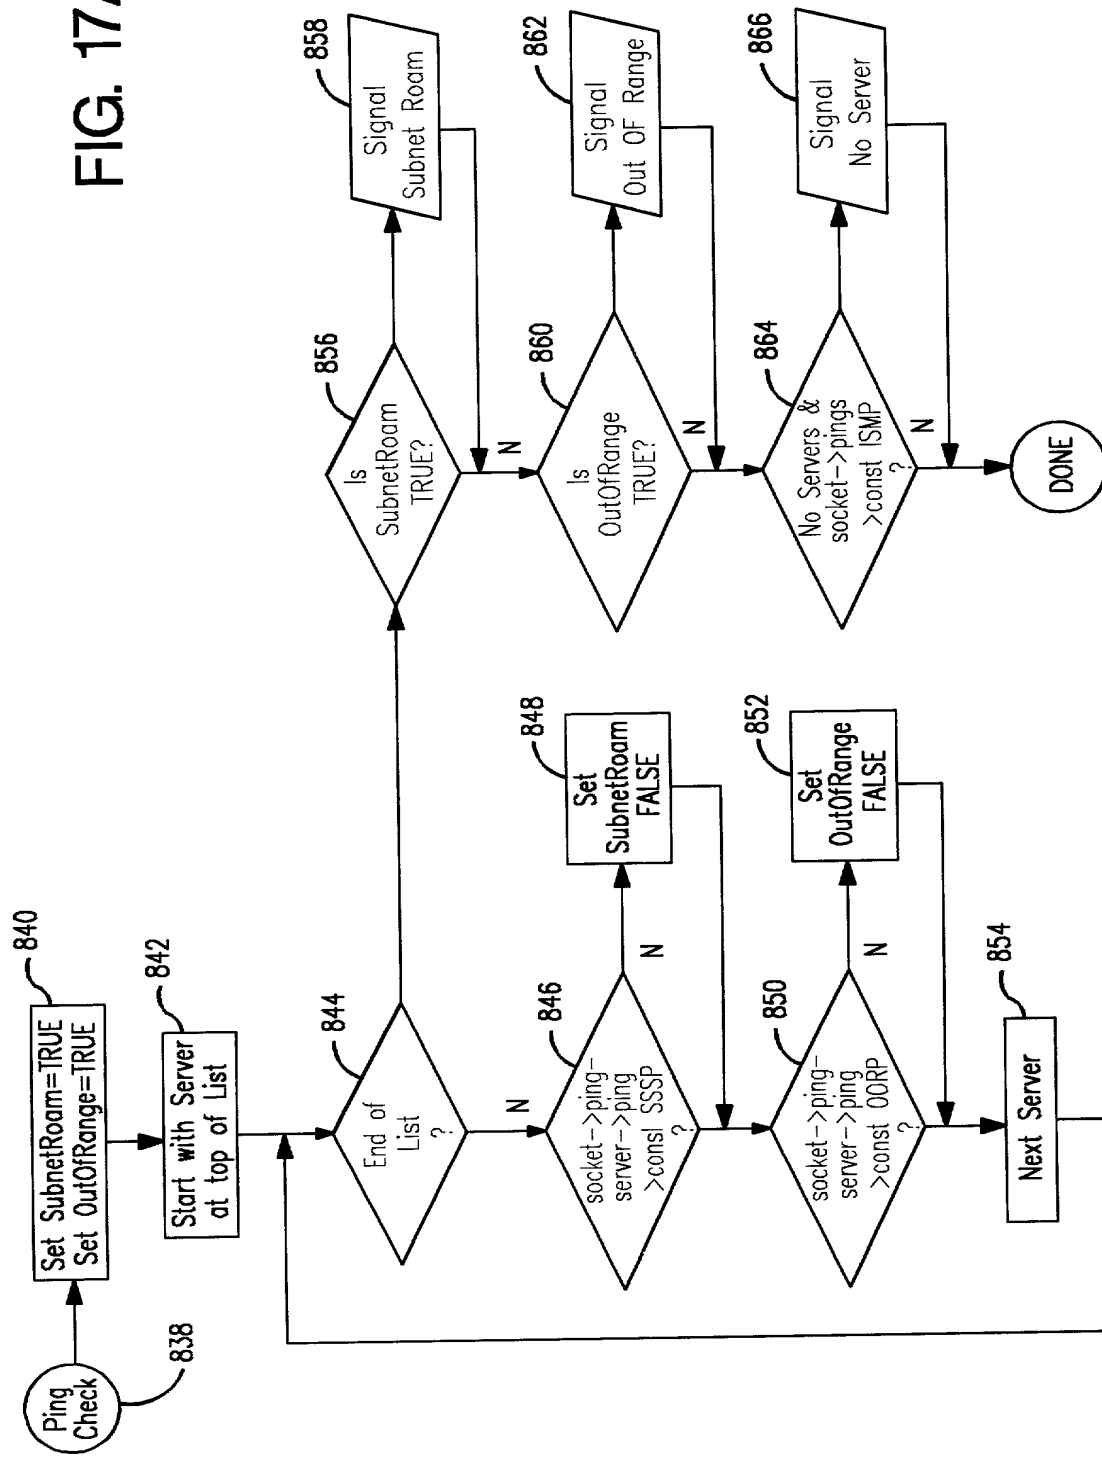 FIG. 17A
Ping
Check
838
Set SubnetRoam=TRUE
Set OutOfRange=TRUE
840
Start with Server
at top of List
842
End of
List
?
844
N
socket->ping-
server->ping
>consl SSSP
?
846
N
Set
SubnetRoam
FALSE
848
socket->ping-
server->ping
>const OORP
?
850
N
Set
OutOfRange
FALSE
852
Next Server
854
Is
SubnetRoam
TRUE?
856
N
Signal
Subnet Roam
858
Is
OutOfRange
TRUE?
860
N
Signal
Out OF Range
862
No Servers &
socket->pings
>const ISMP
?
864
N
Signal
No Server
866
DONE